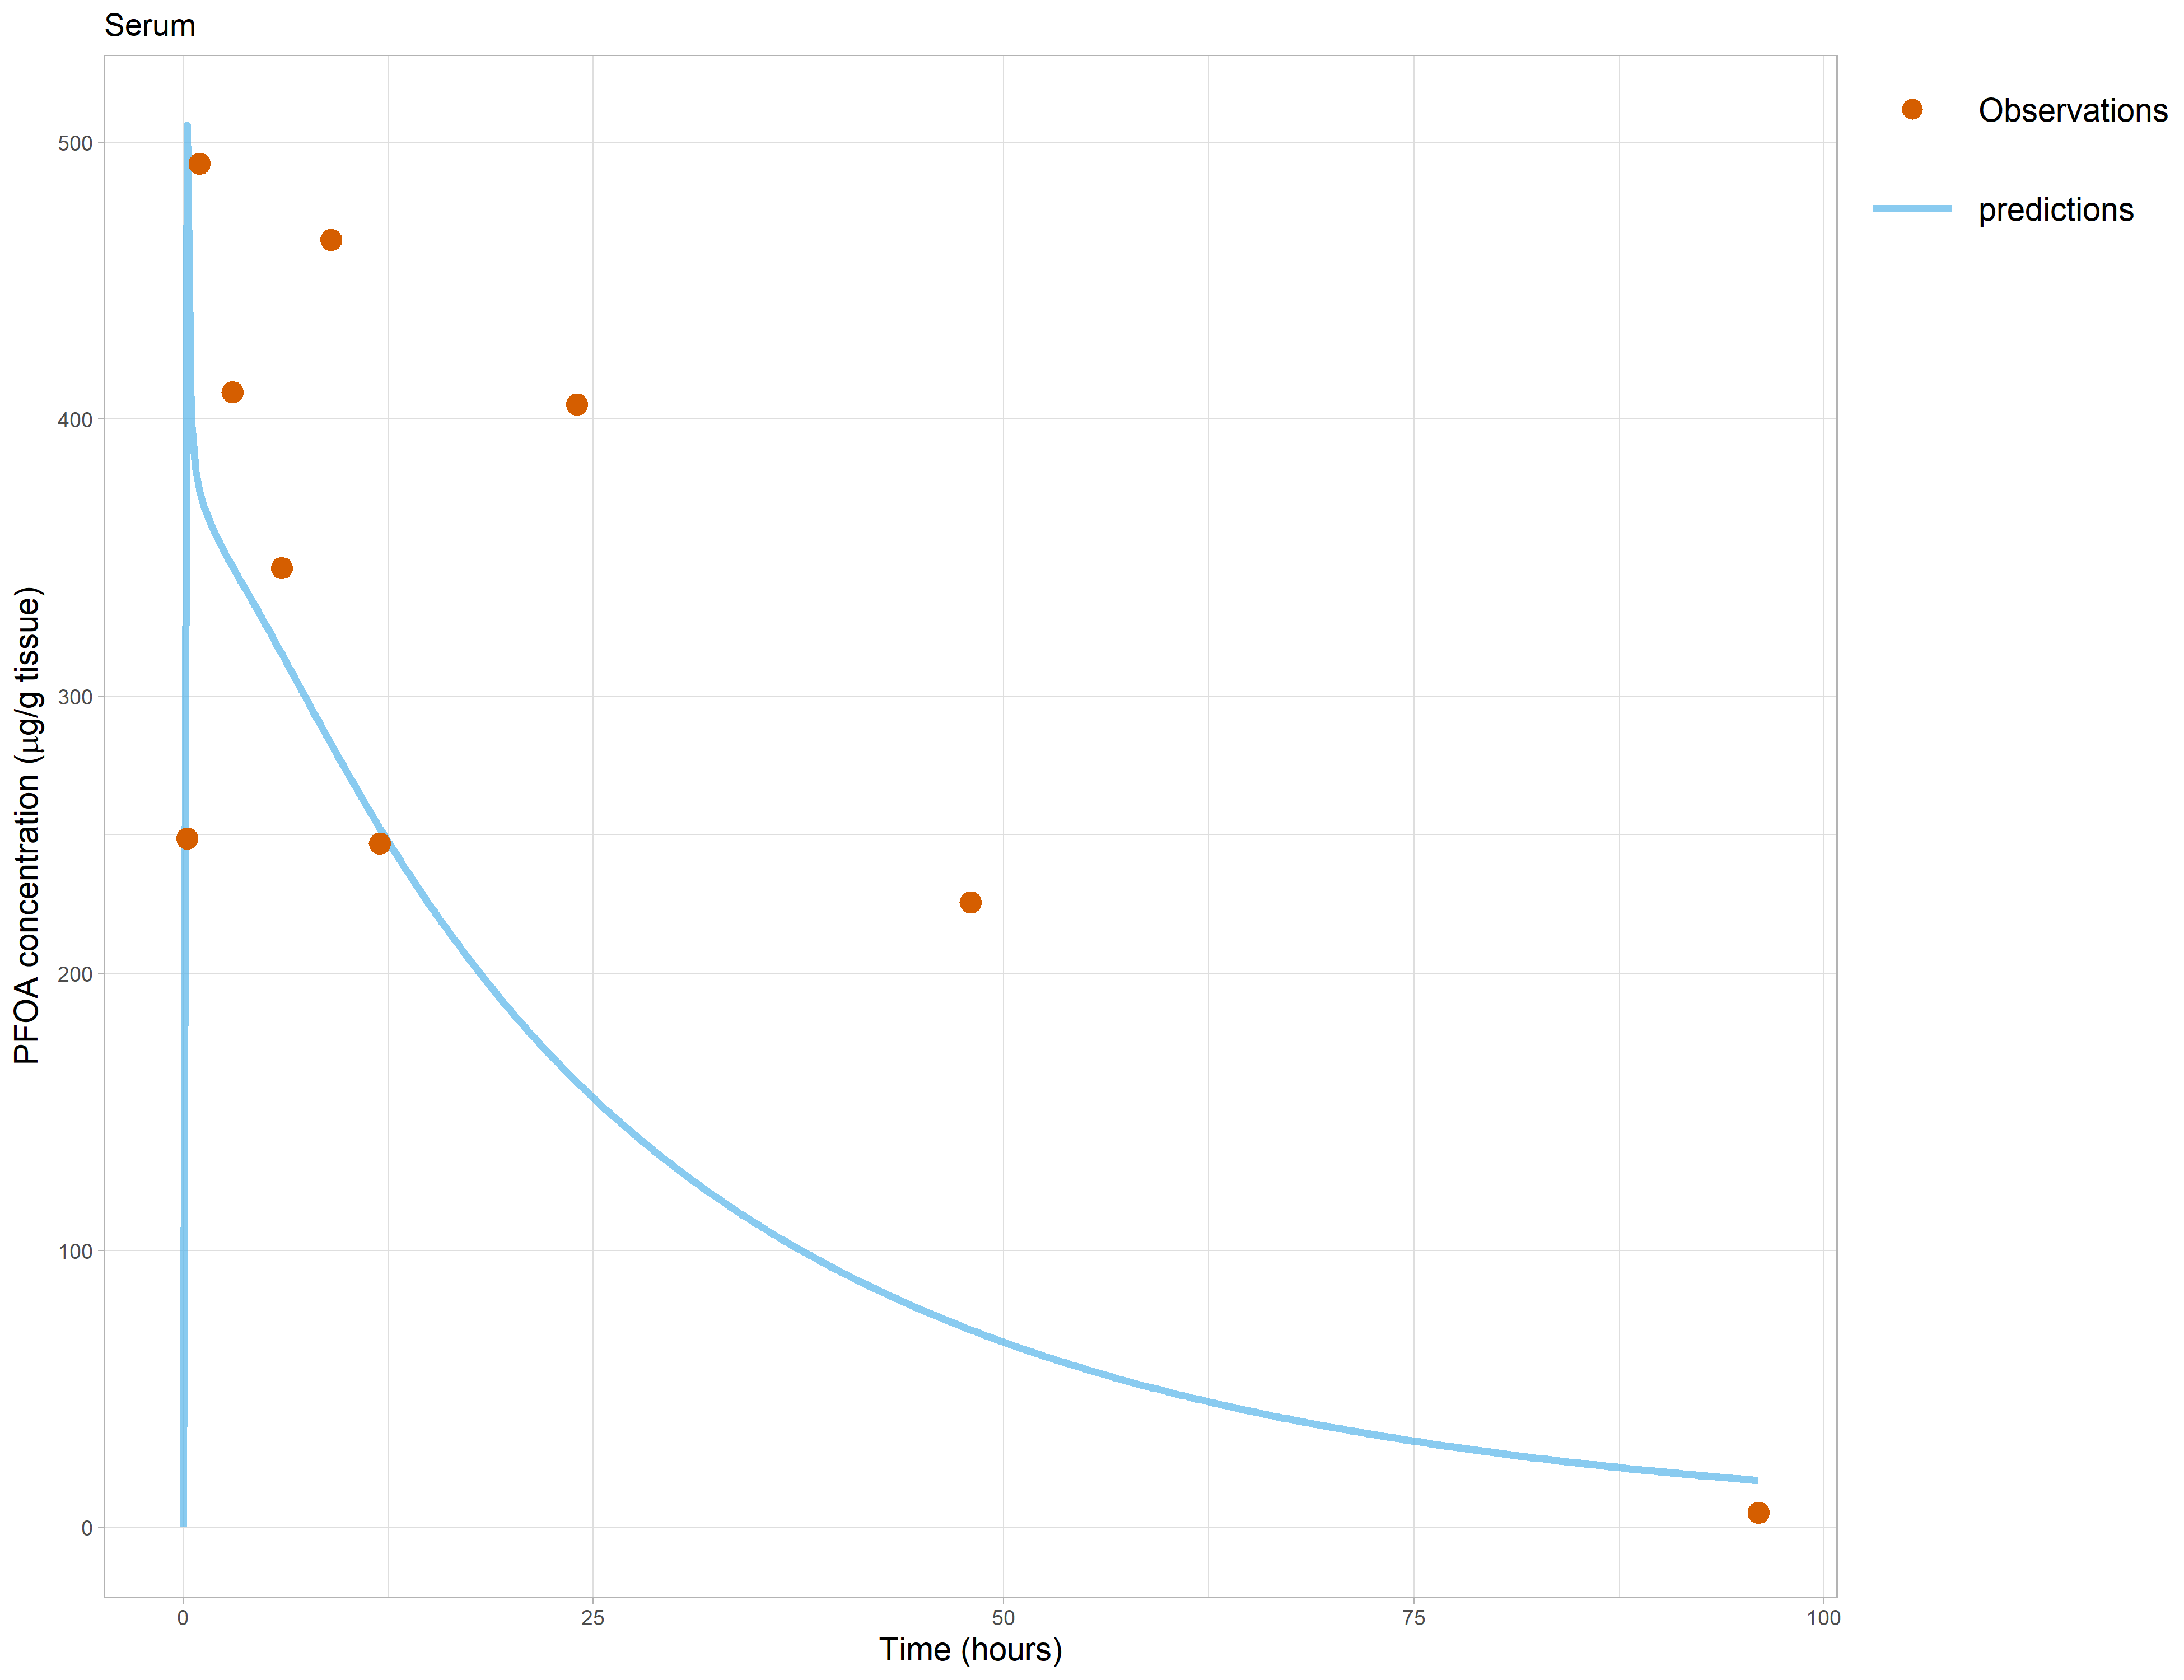 Serum
Observations
predictions
PFOA concentration (μg/g tissue)
500
400
300
200
100
0
0
25
50
75
100
Time (hours)